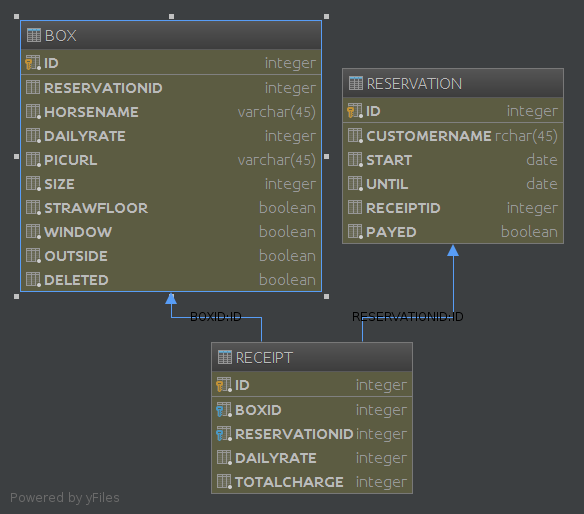 BOX
ID integer
RESERVATIONID integer
HORSENAME varchar(45)
DAILYRATE integer
PICURL varchar(45)
SIZE integer
STRAWFLOOR boolean
WINDOW boolean
OUTSIDE boolean
DELETED boolean
RESERVATION
ID integer
CUSTOMERNAME rchar(45)
START date
UNTIL date
RECEIPTID integer
PAYED boolean
BOXID:ID
RESERVATIONID:ID
RECEIPT
ID integer
BOXID integer
RESERVATIONID integer
DAILYRATE integer
TOTALCHARGE integer
Powered by yFiles